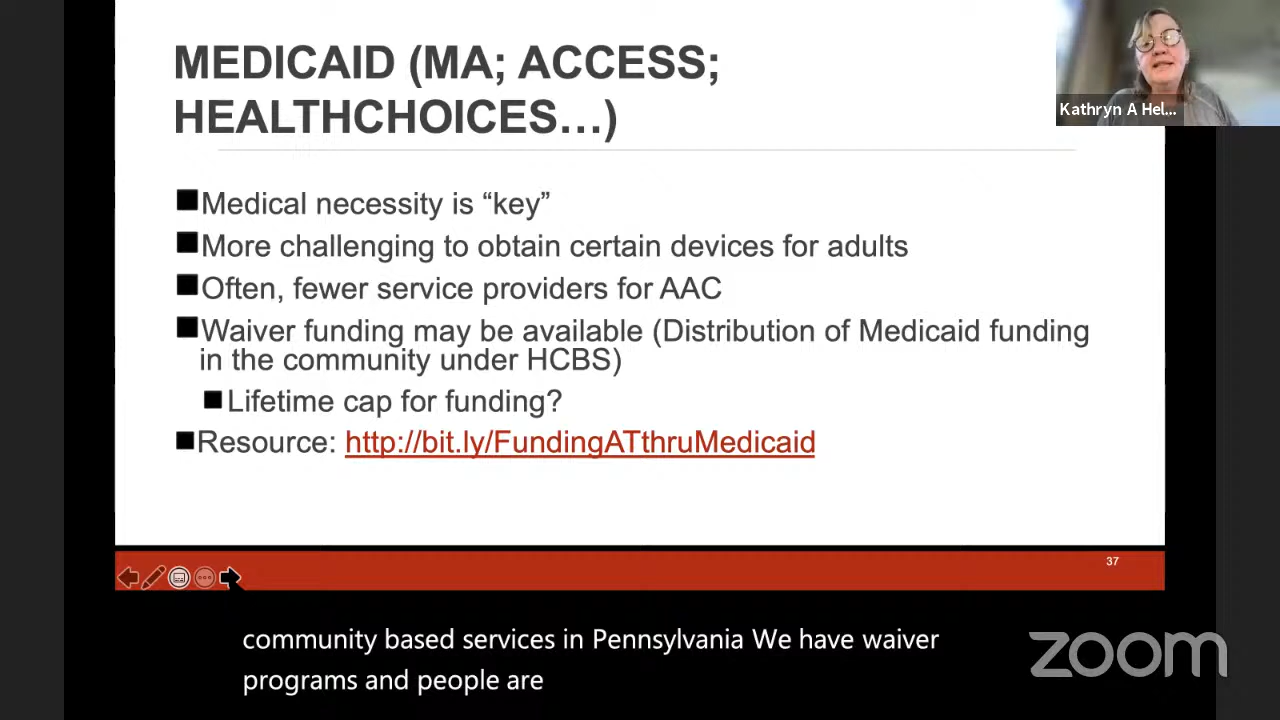 MEDICAID (MA; ACCESS;
HEALTHCHOICES…)
Kathryn A Hel...
■Medical necessity is “key”
■More challenging to obtain certain devices for adults
■Often, fewer service providers for AAC
■Waiver funding may be available (Distribution of Medicaid funding
in the community under HCBS)
■Lifetime cap for funding?
■Resource: http://bit.ly/FundingATthruMedicaid
37
community based services in Pennsylvania We have waiver
programs and people are
zoom